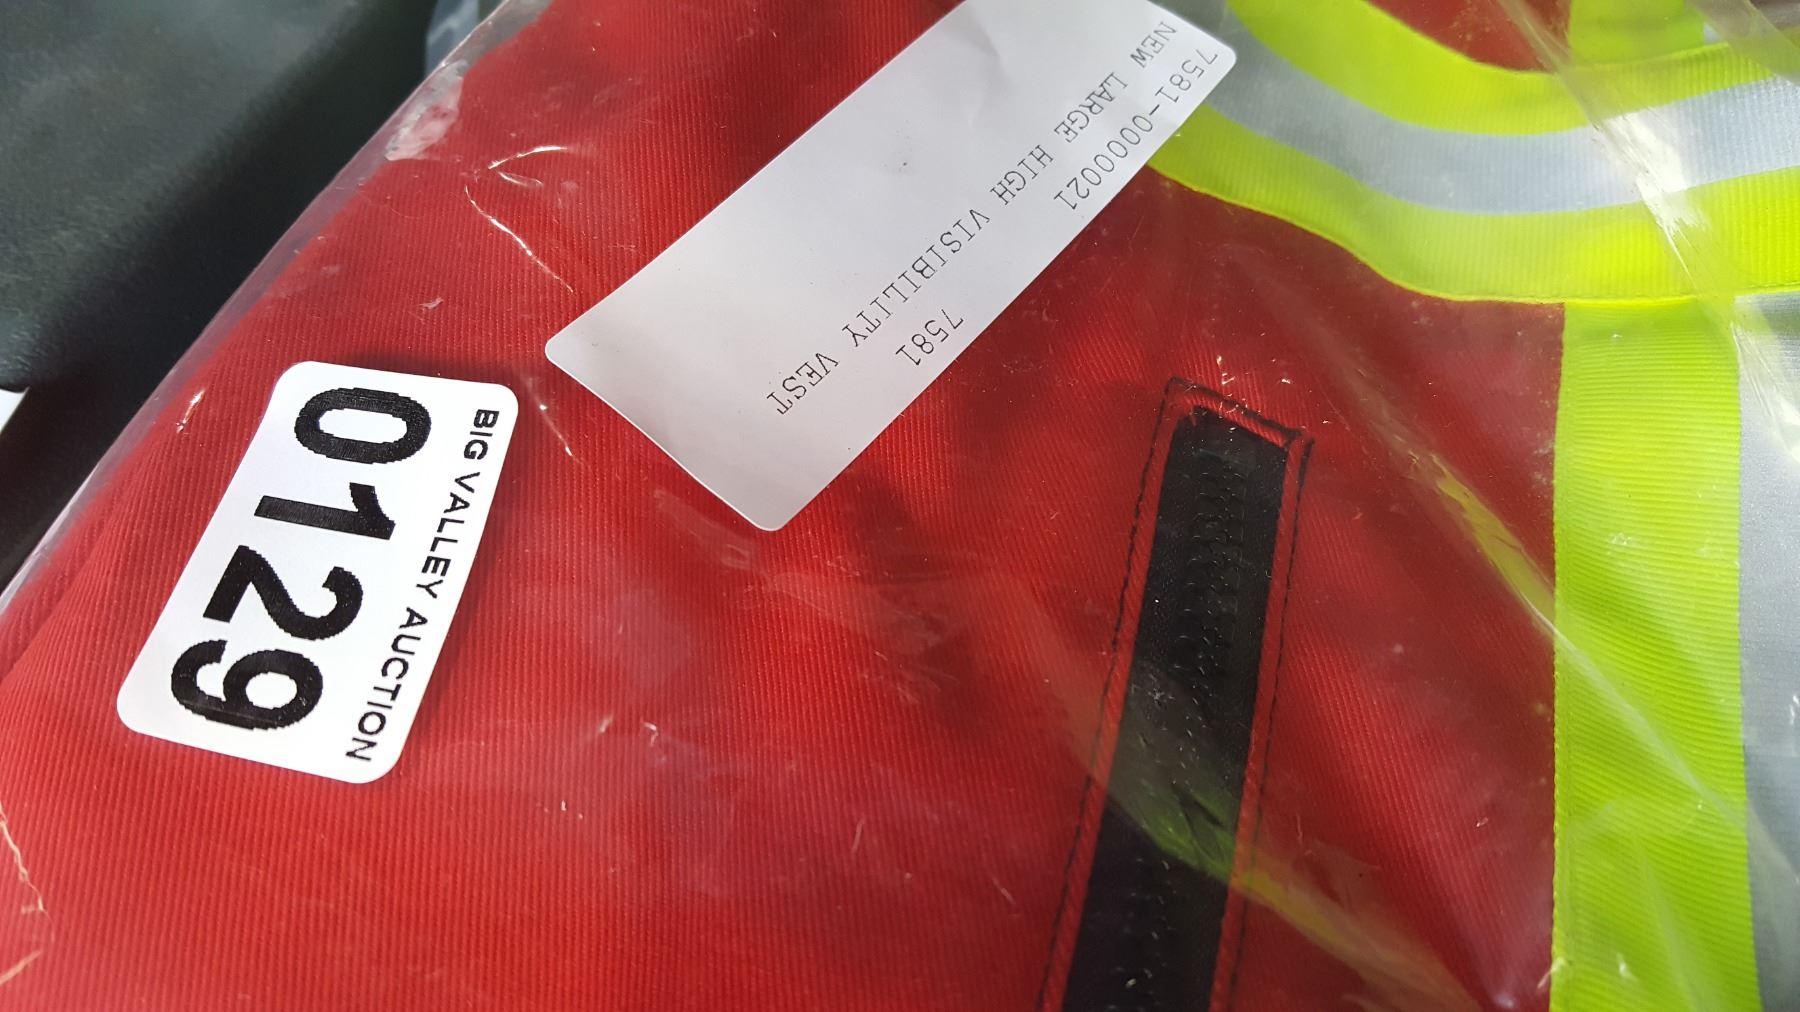 7581-0000021 7581
NEW LARGE HIGH VISIBILITY VEST
BIG VALLEY AUCTION
0129